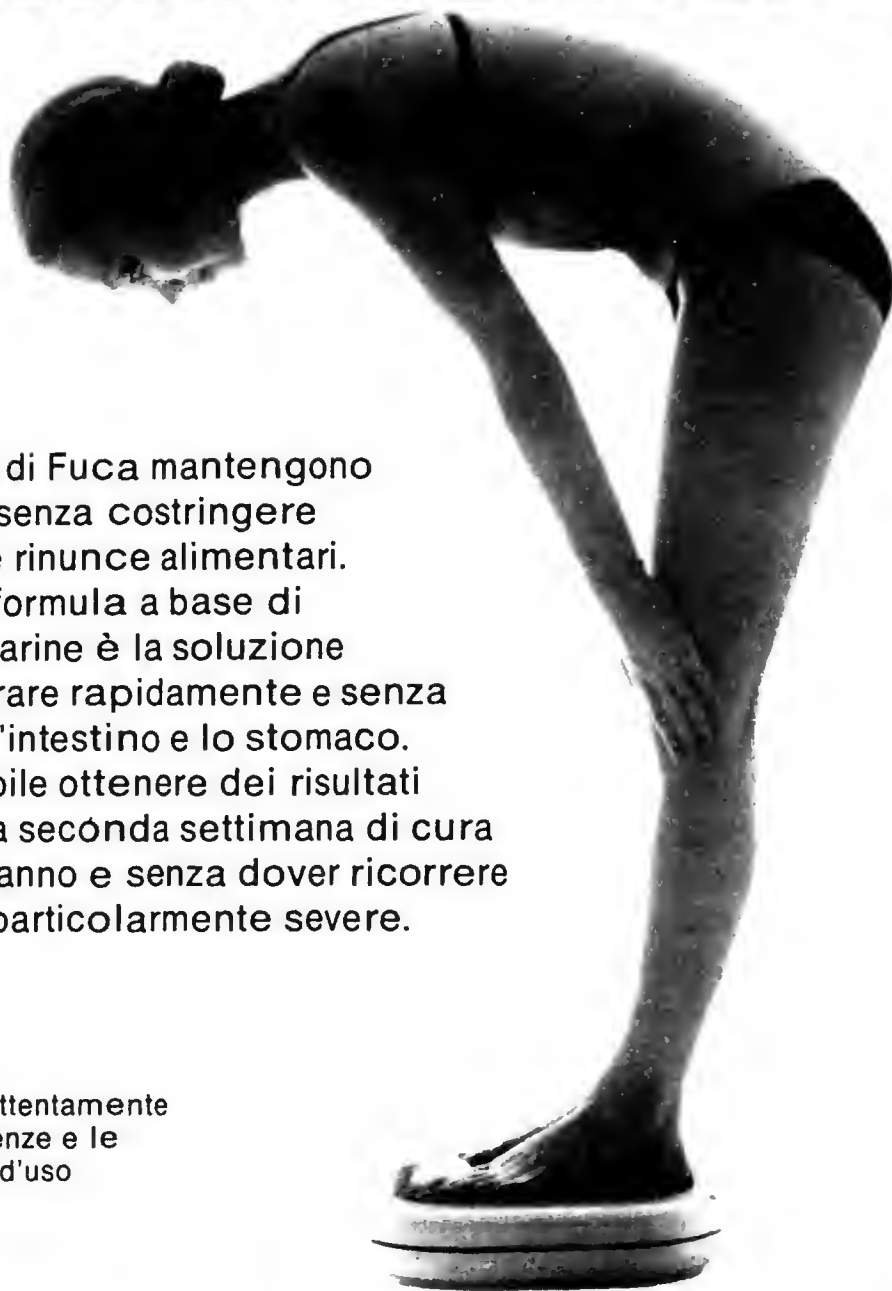 di Fuca mantengono
senza costringere
e rinunce alimentari.
formula a base di
arine è la soluzione
rare rapidamente e senza
l'intestino e lo stomaco.
bile ottenere dei risultati
a seconda settimana di cura
anno e senza dover ricorrere
particolarmente severe.
ttentamente
enze e le
d'uso